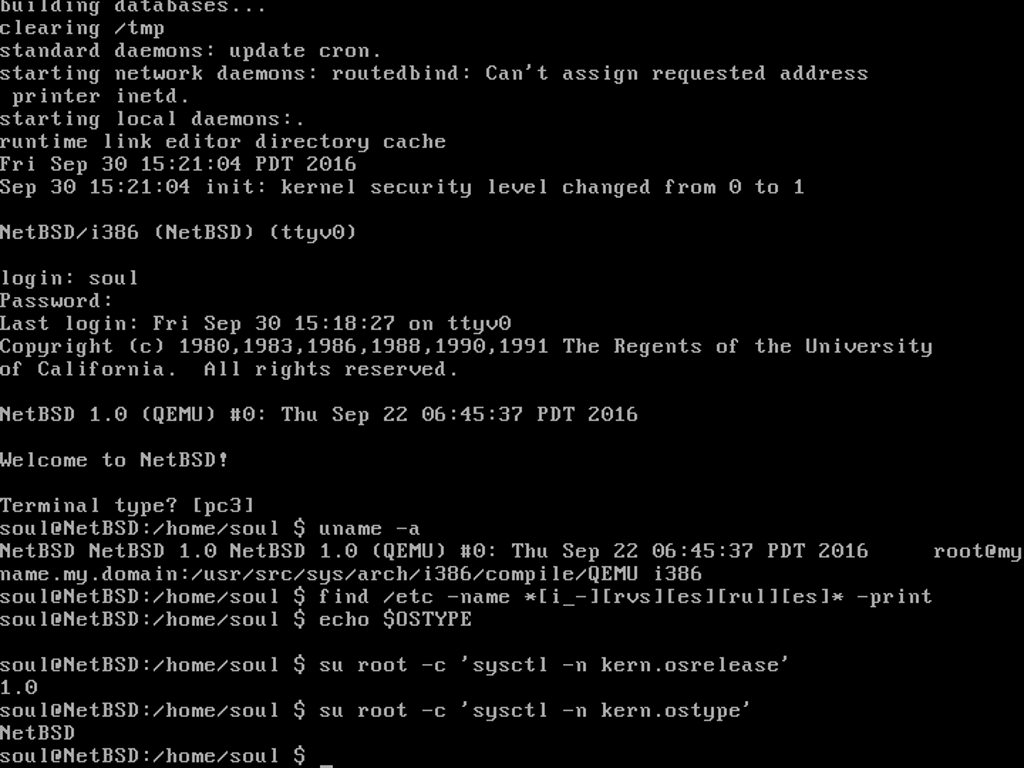 building databases...
clearing /tmp
standard daemons: update cron.
starting network daemons: routedbind: Can't assign requested address
 printer inetd.
starting local daemons:.
runtime link editor directory cache
Fri Sep 30 15:21:04 PDT 2016
Sep 30 15:21:04 init: kernel security level changed from 0 to 1

NetBSD/i386 (NetBSD) (ttyv0)

login: soul
Password:
Last login: Fri Sep 30 15:18:27 on ttyv0
Copyright (c) 1980,1983,1986,1988,1990,1991 The Regents of the University
of California.  All rights reserved.

NetBSD 1.0 (QEMU) #0: Thu Sep 22 06:45:37 PDT 2016

Welcome to NetBSD!

Terminal type? [pc3]
soul@NetBSD:/home/soul $ uname -a
NetBSD NetBSD 1.0 NetBSD 1.0 (QEMU) #0: Thu Sep 22 06:45:37 PDT 2016     root@my
name.my.domain:/usr/src/sys/arch/i386/compile/QEMU i386
soul@NetBSD:/home/soul $ find /etc -name *[i_-][rvs][es][rul][es]* -print
soul@NetBSD:/home/soul $ echo $OSTYPE

soul@NetBSD:/home/soul $ su root -c 'sysctl -n kern.osrelease'
1.0
soul@NetBSD:/home/soul $ su root -c 'sysctl -n kern.ostype'
NetBSD
soul@NetBSD:/home/soul $ _